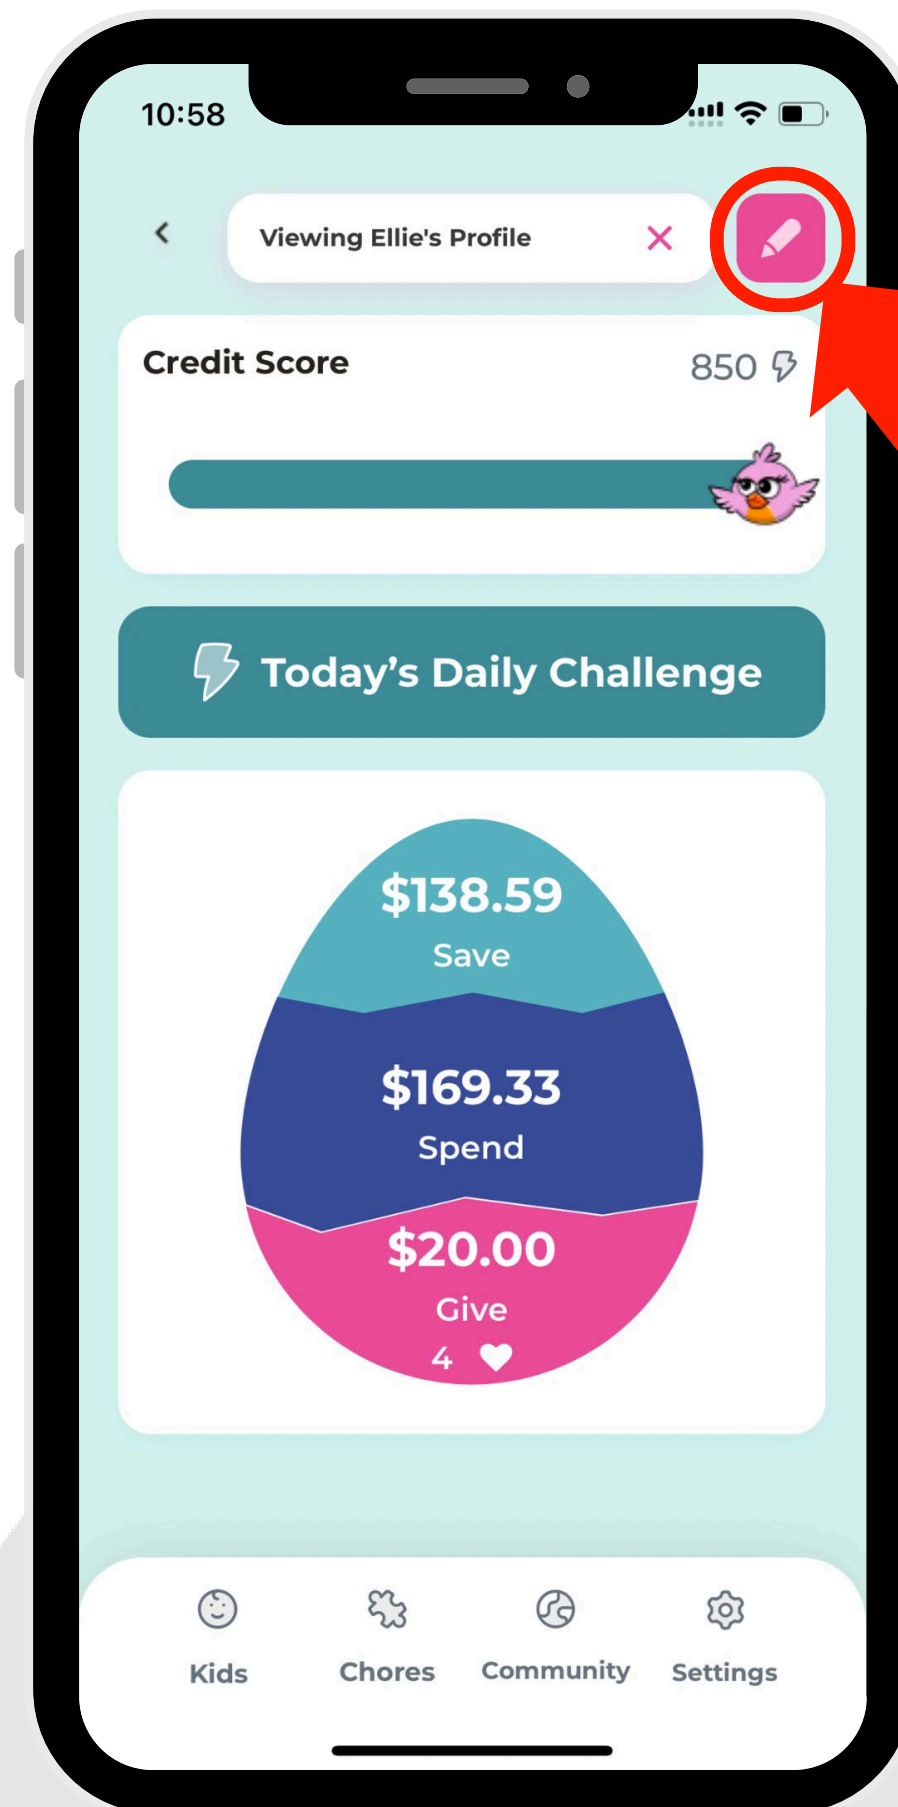 10:58
Viewing Ellie's Profile
Credit Score
850
Today's Daily Challenge
$138.59
Save
$169.33
Spend
$20.00
Give
4
Kids
Chores
Community
Settings